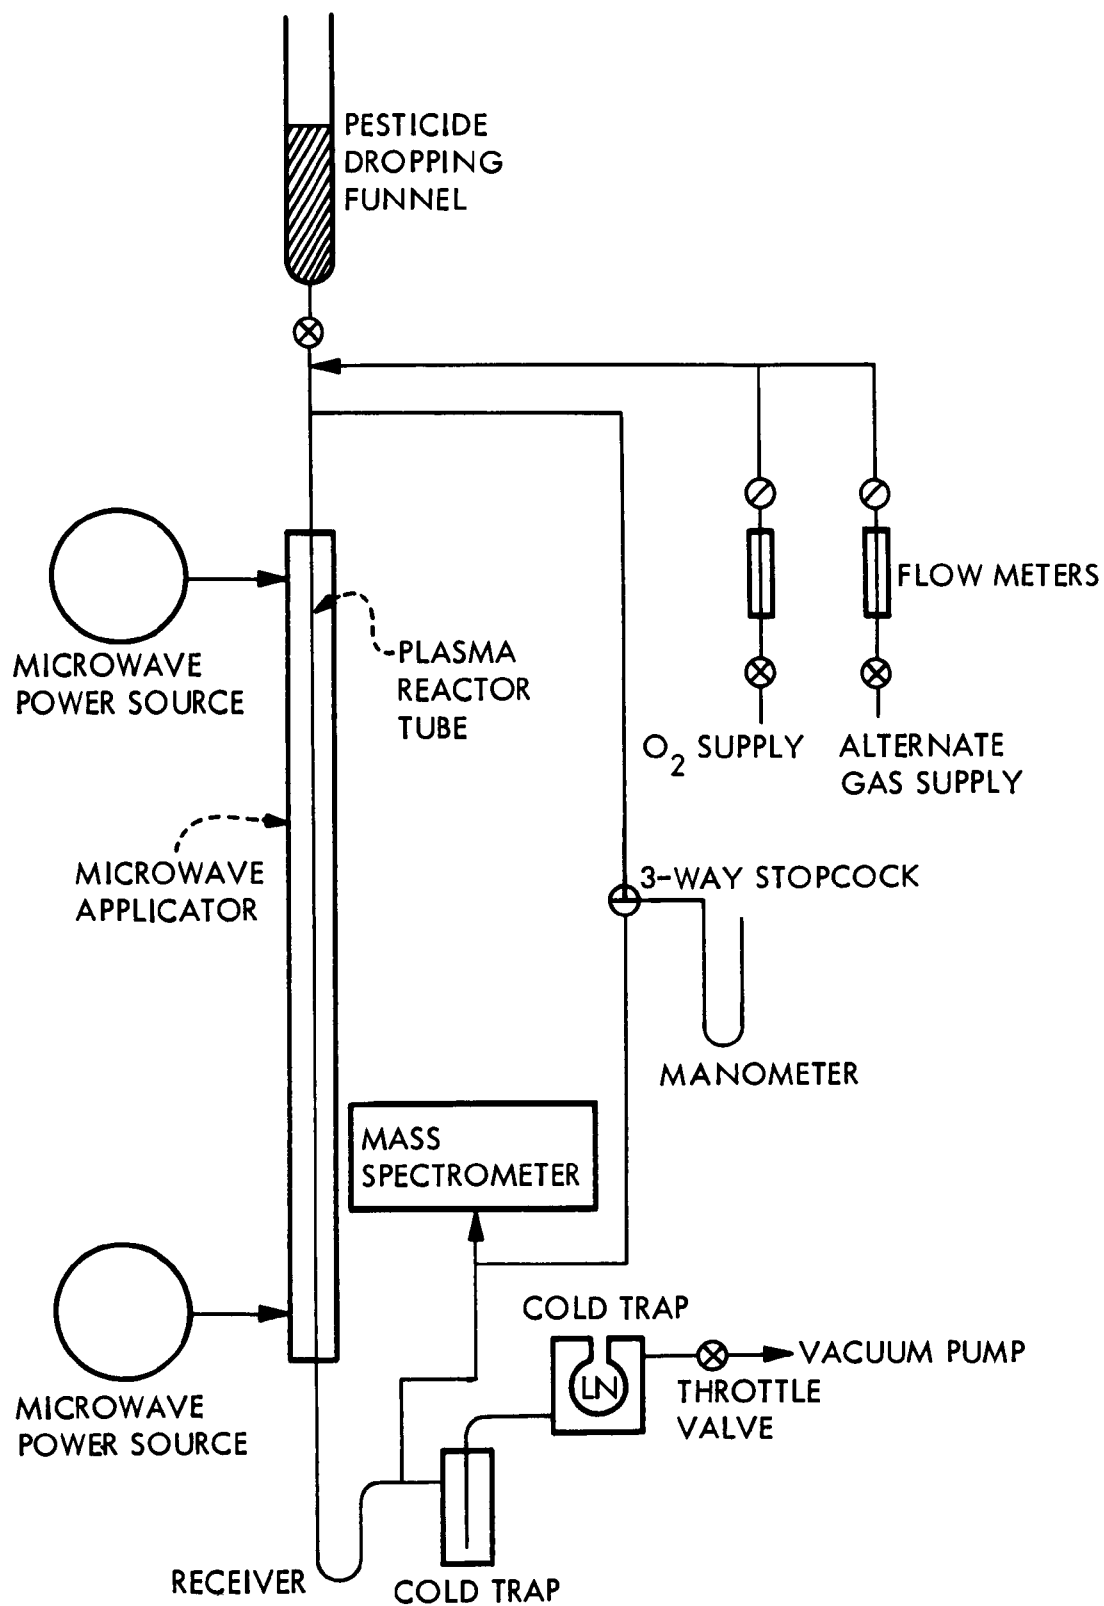 PESTICIDE
DROPPING
FUNNEL
FLOW METERS
MICROWAVE
POWER SOURCE
PLASMA
REACTOR
TUBE
O2 SUPPLY
ALTERNATE
GAS SUPPLY
MICROWAVE
APPLICATOR
3-WAY STOPCOCK
MANOMETER
MASS
SPECTROMETER
COLD TRAP
LN
VACUUM PUMP
THROTTLE
VALVE
MICROWAVE
POWER SOURCE
RECEIVER
COLD TRAP